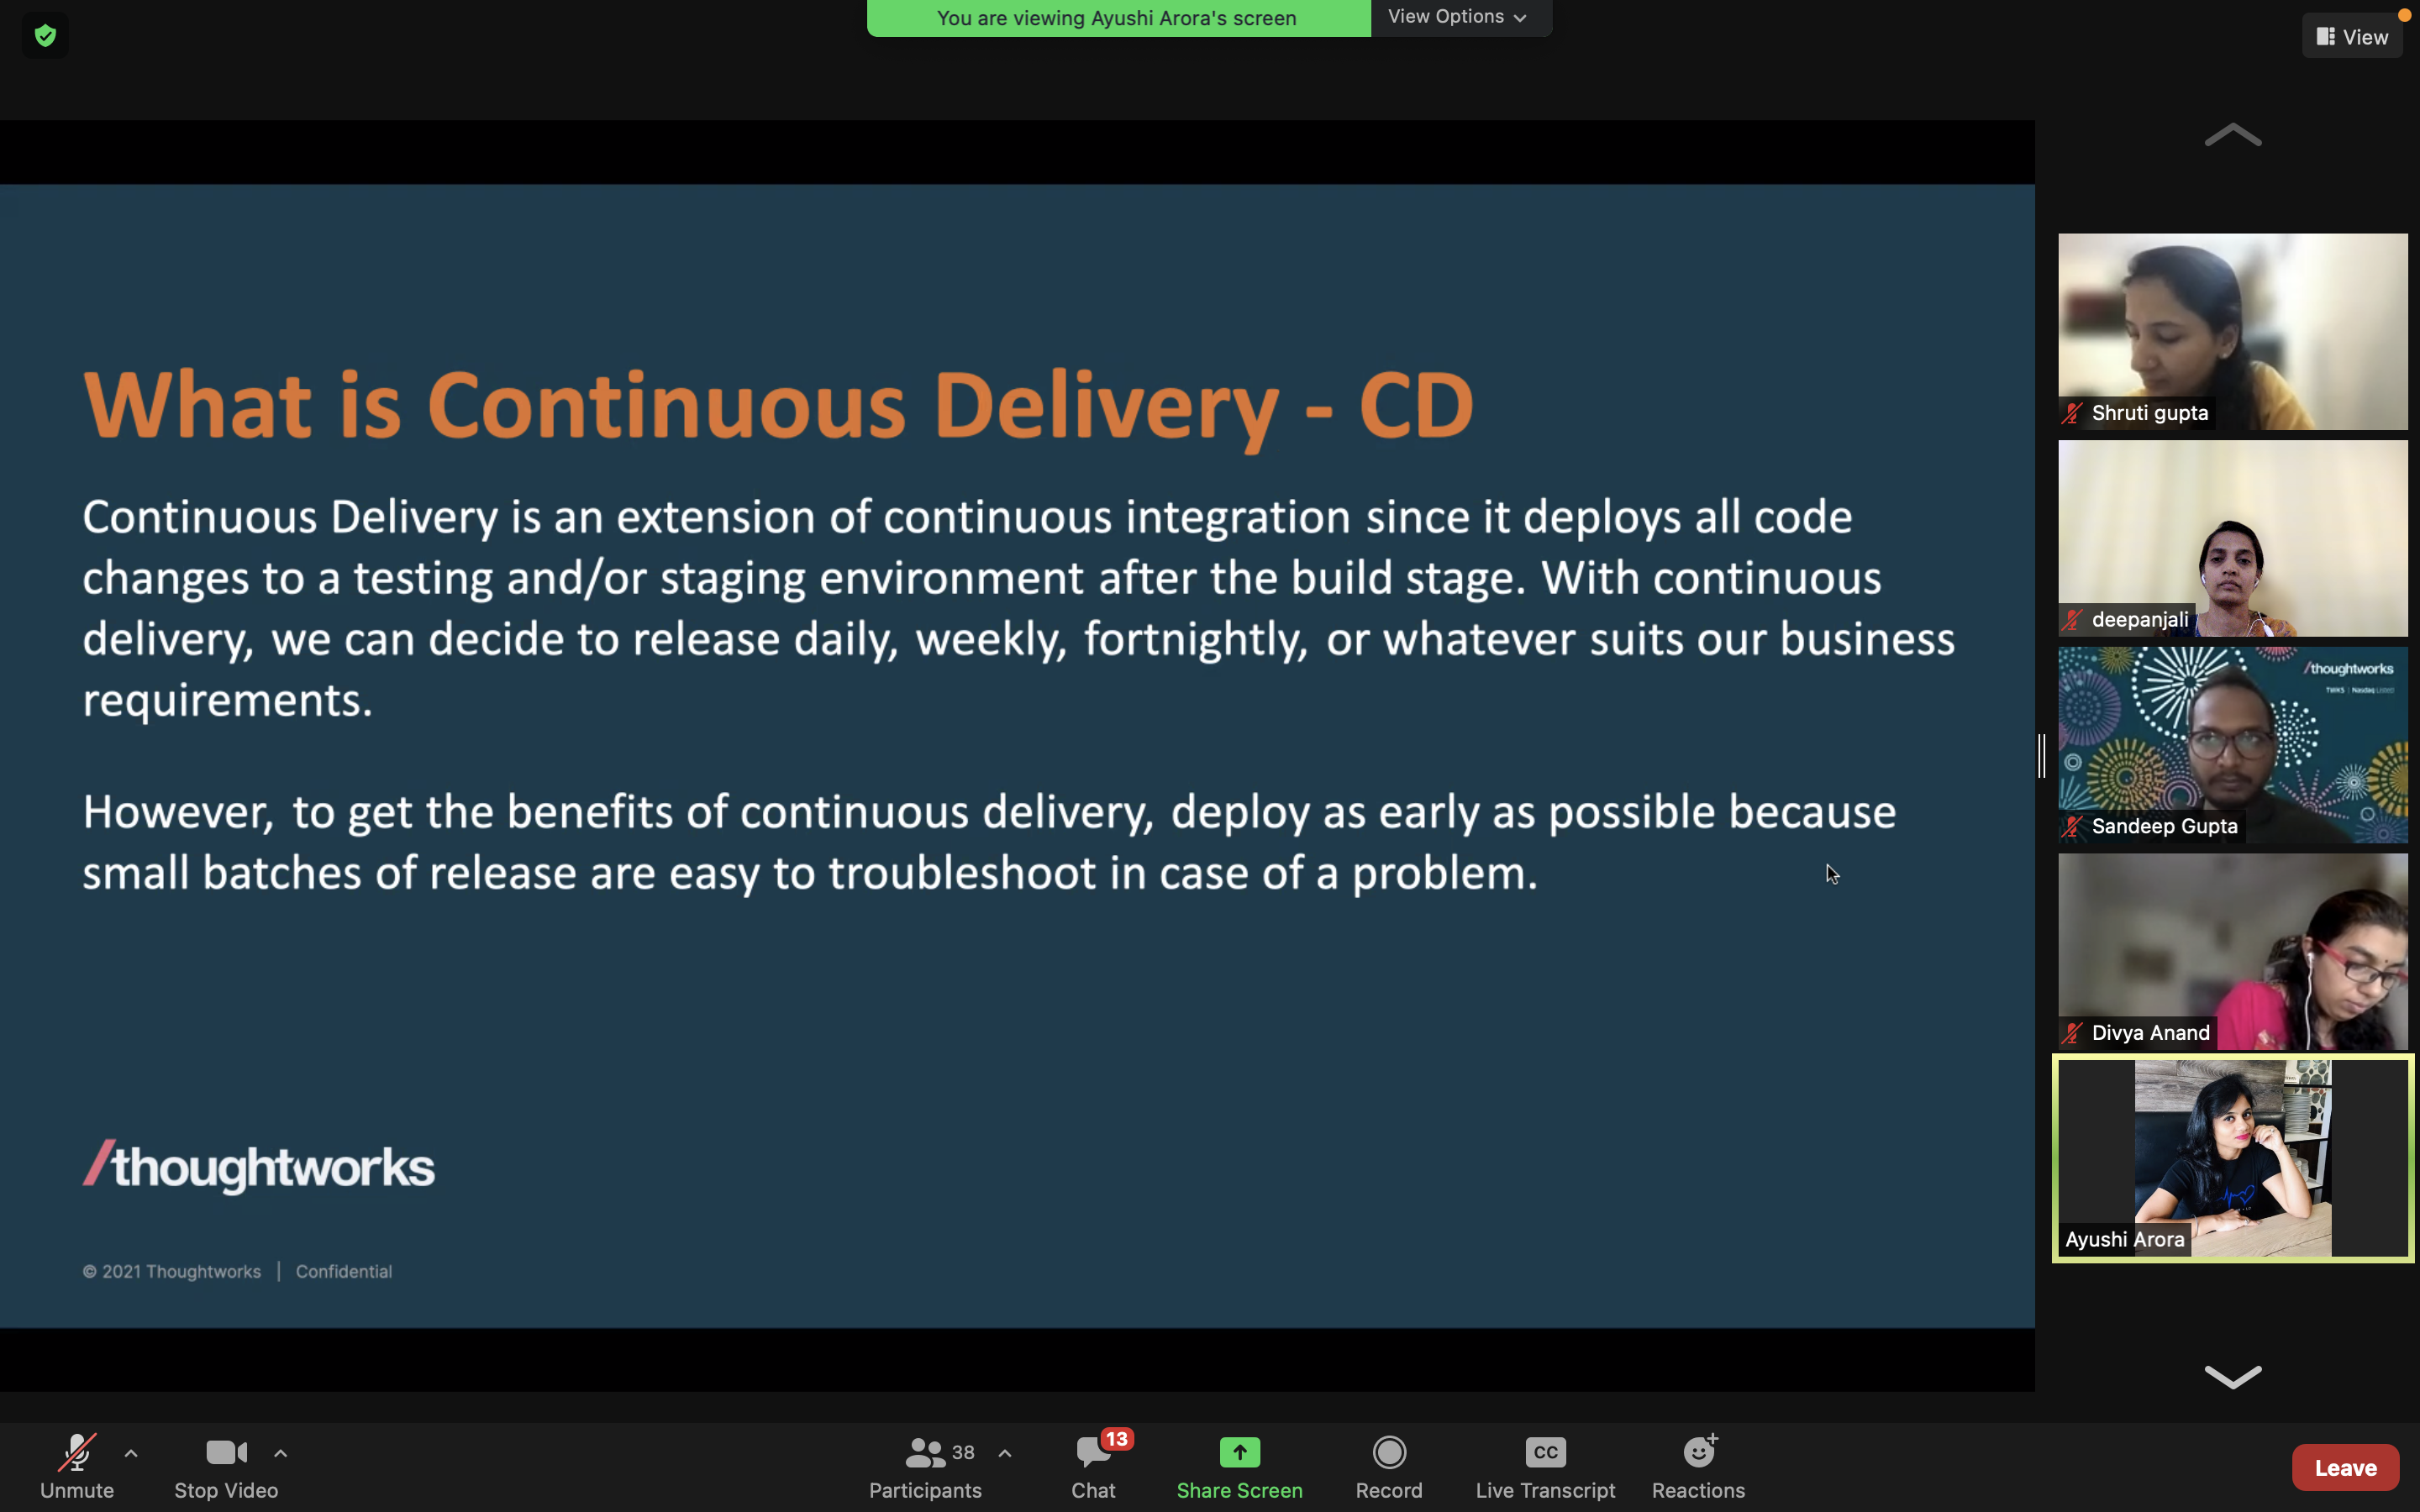 You are viewing Ayushi Arora's screen
View Options
View
What is Continuous Delivery - CD
Continuous Delivery is an extension of continuous integration since it deploys all code
changes to a testing and/or staging environment after the build stage. With continuous
delivery, we can decide to release daily, weekly, fortnightly, or whatever suits our business
requirements.
However, to get the benefits of continuous delivery, deploy as early as possible because
small batches of release are easy to troubleshoot in case of a problem.
/thoughtworks
© 2021 Thoughtworks | Confidential
Shruti gupta
deepanjali
/thoughtworks
TWKS | Nasdaq Listed
Sandeep Gupta
Divya Anand
Ayushi Arora
Unmute
Stop Video
38
Participants
13
Chat
Share Screen
Record
CC
Live Transcript
Reactions
Leave